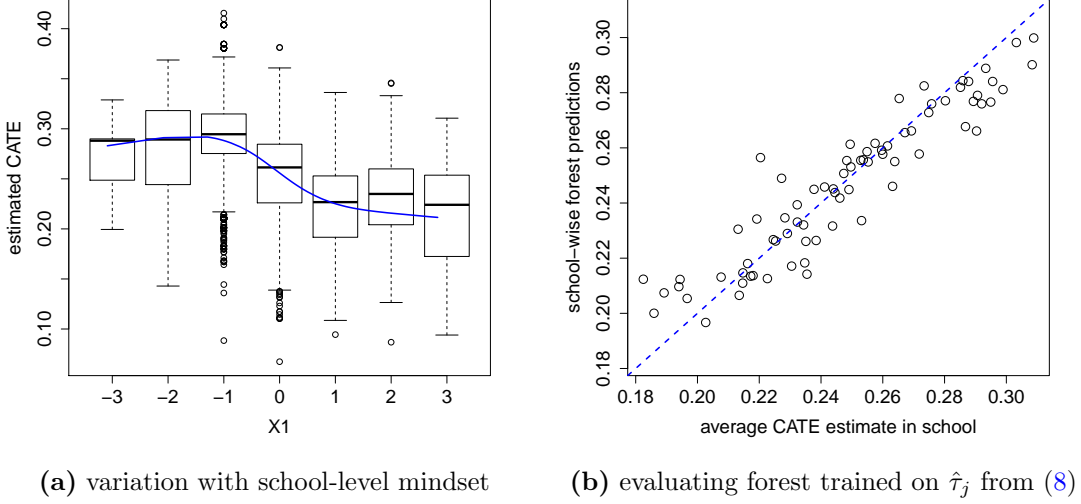 0.40
0.30
0.20
0.10
estimated CATE
−3 −2 −1 0 1 2 3
X1
0.30
0.28
0.26
0.24
0.22
0.20
0.18
school−wise forest predictions
0.18 0.20 0.22 0.24 0.26 0.28 0.30
average CATE estimate in school
(a) variation with school-level mindset
(b) evaluating forest trained on τ̂j from (8)